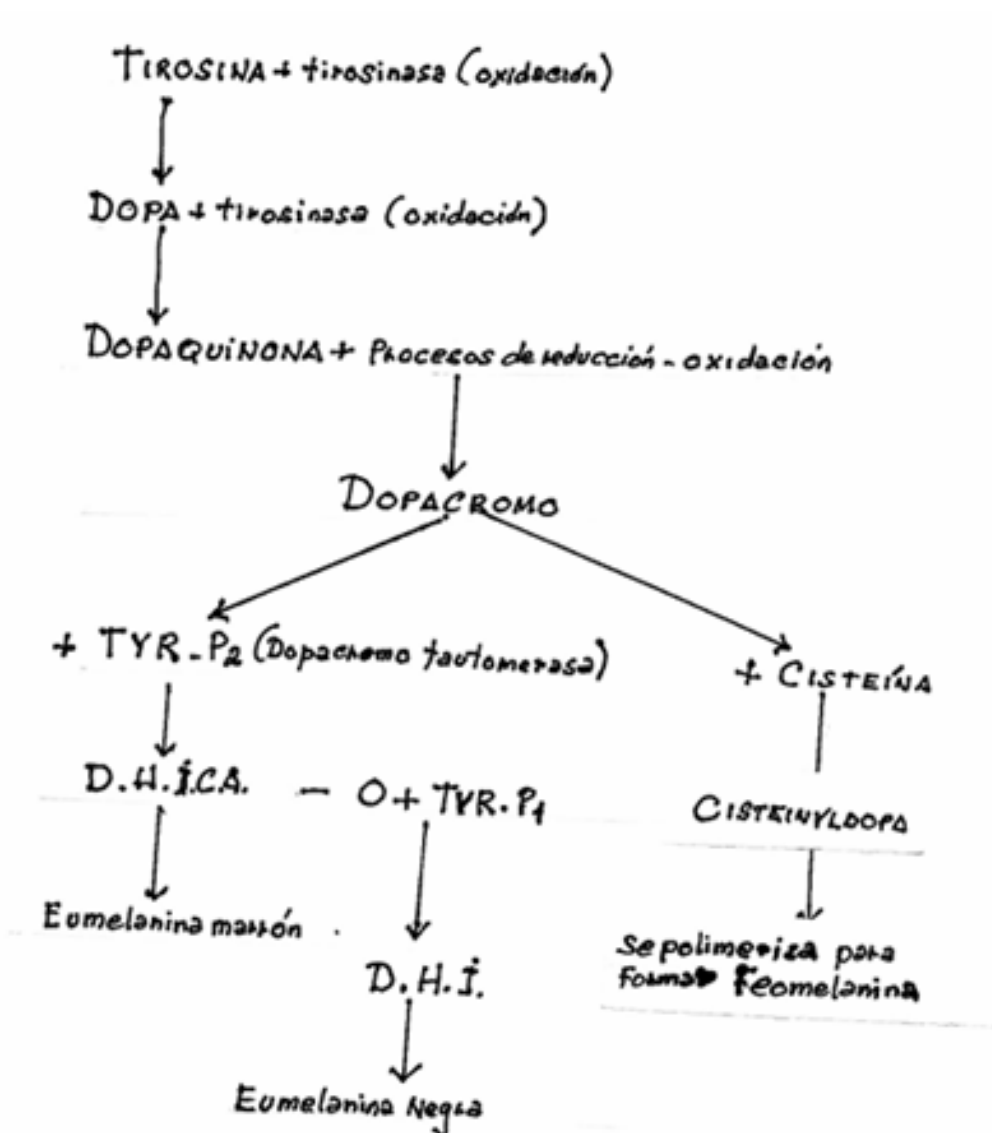 TIROSINA + tirosinasa (oxidación)
DOPA + tirosinasa (oxidación)
DOPAQUINONA + Procesos de reducción - oxidación
DOPACROMO
+ TYR-P2 (Dopacromo tautomerasa)
+ CISTEÍNA
D.H.I.C.A. - O + TYR.P1
CISTEINYLDOPA
Eumelanina marrón
D.H.I.
Se polimeriza para
formar Feomelanina
Eumelanina Negra